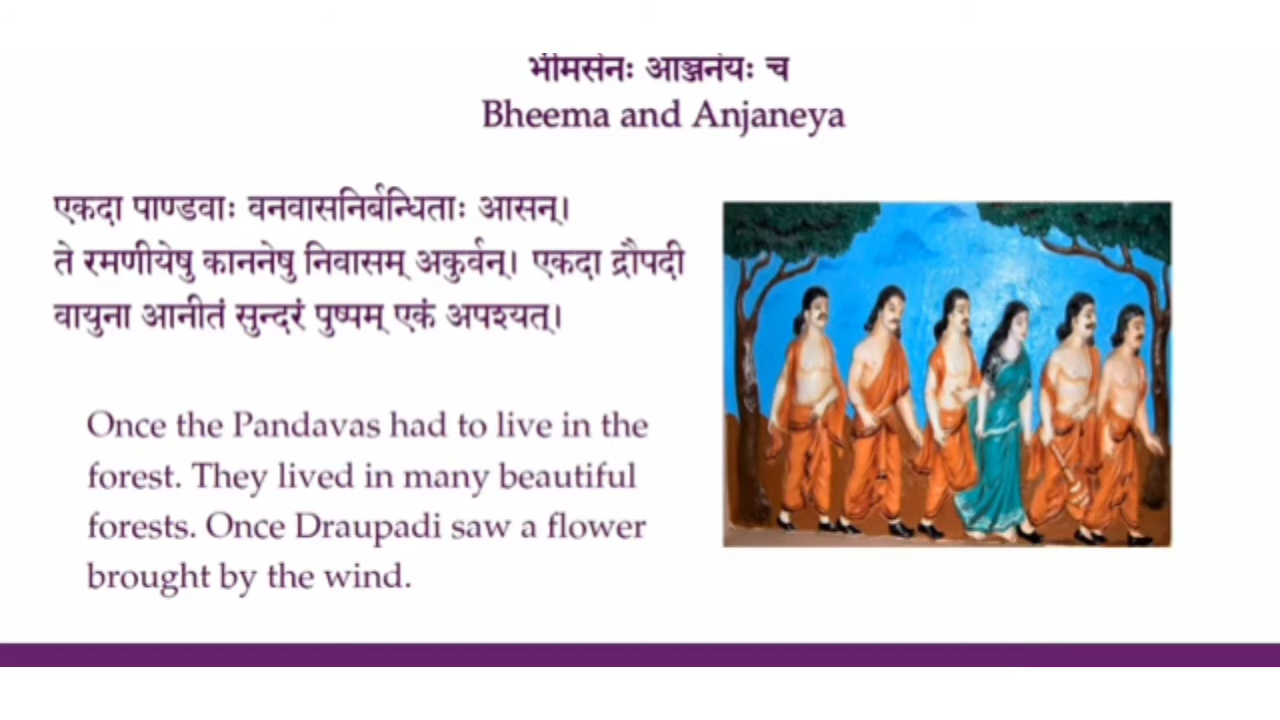 भीमसेनः आञ्जनेयः च
Bheema and Anjaneya
एकदा पाण्डवाः वनवासनिर्बन्धिताः आसन्।
ते रमणीयेषु काननेषु निवासम् अकुर्वन्। एकदा द्रौपदी
वायुना आनीतं सुन्दरं पुष्पम् एकं अपश्यत्।
Once the Pandavas had to live in the
forest. They lived in many beautiful
forests. Once Draupadi saw a flower
brought by the wind.